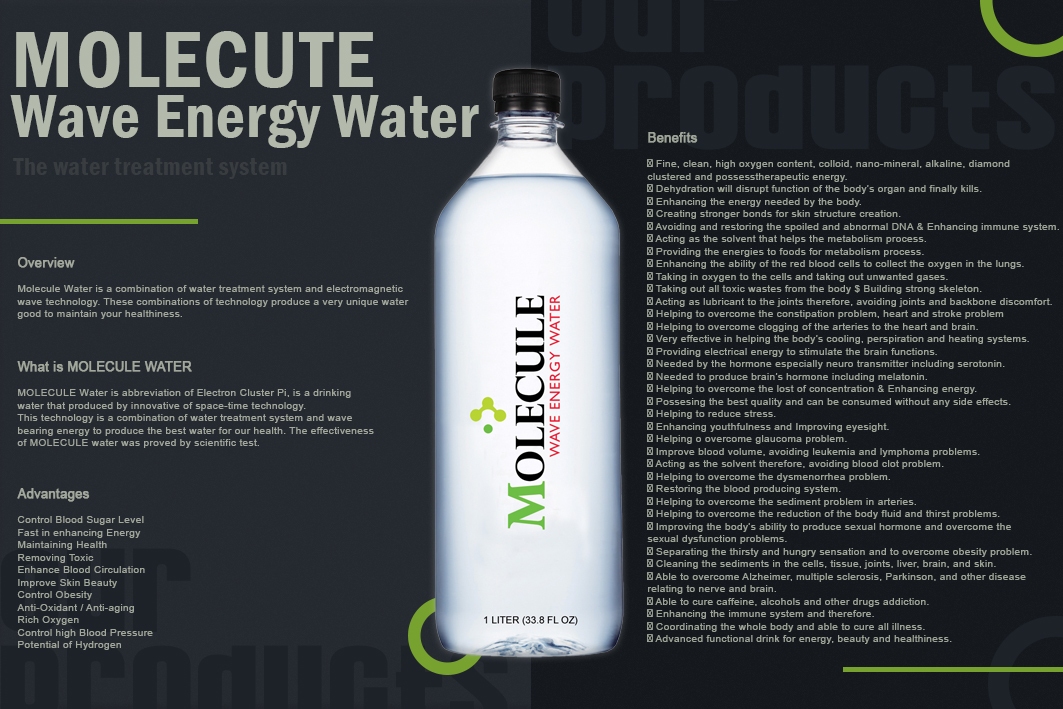 our
products
MOLECUTE
Wave Energy Water
The water treatment system
Overview
Molecule Water is a combination of water treatment system and electromagnetic
wave technology. These combinations of technology produce a very unique water
good to maintain your healthiness.
What is MOLECULE WATER
MOLECULE Water is abbreviation of Electron Cluster Pi, is a drinking
water that produced by innovative of space-time technology.
This technology is a combination of water treatment system and wave
bearing energy to produce the best water for our health. The effectiveness
of MOLECULE water was proved by scientific test.
Advantages
Control Blood Sugar Level
Fast in enhancing Energy
Maintaining Health
Removing Toxic
Enhance Blood Circulation
Improve Skin Beauty
Control Obesity
Anti-Oxidant / Anti-aging
Rich Oxygen
Control high Blood Pressure
Potential of Hydrogen
our
products
MOLECULE
WAVE ENERGY WATER
1 LITER (33.8 FL OZ)
Benefits
Fine, clean, high oxygen content, colloid, nano-mineral, alkaline, diamond
clustered and possesstherapeutic energy.
Dehydration will disrupt function of the body's organ and finally kills.
Enhancing the energy needed by the body.
Creating stronger bonds for skin structure creation.
Avoiding and restoring the spoiled and abnormal DNA & Enhancing immune system.
Acting as the solvent that helps the metabolism process.
Providing the energies to foods for metabolism process.
Enhancing the ability of the red blood cells to collect the oxygen in the lungs.
Taking in oxygen to the cells and taking out unwanted gases.
Taking out all toxic wastes from the body $ Building strong skeleton.
Acting as lubricant to the joints therefore, avoiding joints and backbone discomfort.
Helping to overcome the constipation problem, heart and stroke problem
Helping to overcome clogging of the arteries to the heart and brain.
Very effective in helping the body's cooling, perspiration and heating systems.
Providing electrical energy to stimulate the brain functions.
Needed by the hormone especially neuro transmitter including serotonin.
Needed to produce brain's hormone including melatonin.
Helping to overcome the lost of concentration & Enhancing energy.
Possesing the best quality and can be consumed without any side effects.
Helping to reduce stress.
Enhancing youthfulness and Improving eyesight.
Helping o overcome glaucoma problem.
Improve blood volume, avoiding leukemia and lymphoma problems.
Acting as the solvent therefore, avoiding blood clot problem.
Helping to overcome the dysmenorrhea problem.
Restoring the blood producing system.
Helping to overcome the sediment problem in arteries.
Helping to overcome the reduction of the body fluid and thirst problems.
Improving the body's ability to produce sexual hormone and overcome the
sexual dysfunction problems.
Separating the thirsty and hungry sensation and to overcome obesity problem.
Cleaning the sediments in the cells, tissue, joints, liver, brain, and skin.
Able to overcome Alzheimer, multiple sclerosis, Parkinson, and other disease
relating to nerve and brain.
Able to cure caffeine, alcohols and other drugs addiction.
Enhancing the immune system and therefore.
Coordinating the whole body and able to cure all illness.
Advanced functional drink for energy, beauty and healthiness.